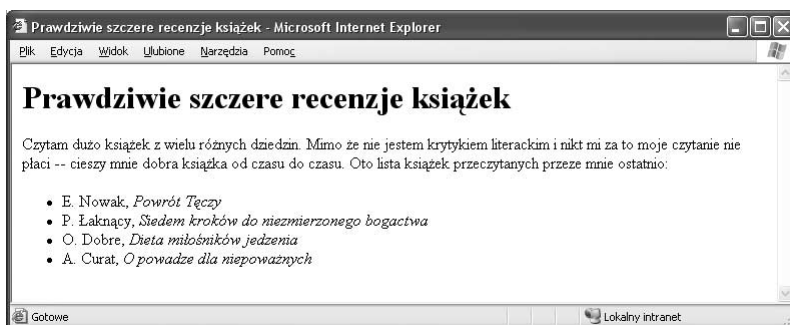 Prawdziwie szczere recenzje książek - Microsoft Internet Explorer
Plik Edycja Widok Ulubione Narzędzia Pomoc
Prawdziwie szczere recenzje książek
Czytam dużo książek z wielu różnych dziedzin. Mimo że nie jestem krytykiem literackim i nikt mi za to moje czytanie nie
płaci -- cieszy mnie dobra książka od czasu do czasu. Oto lista książek przeczytanych przeze mnie ostatnio:
• E. Nowak, Powrót Tęczy
• P. Łaknący, Siedem kroków do niezmierzonego bogactwa
• O. Dobre, Dieta miłośników jedzenia
• A. Curat, O powadze dla niepoważnych
Gotowe Lokalny intranet